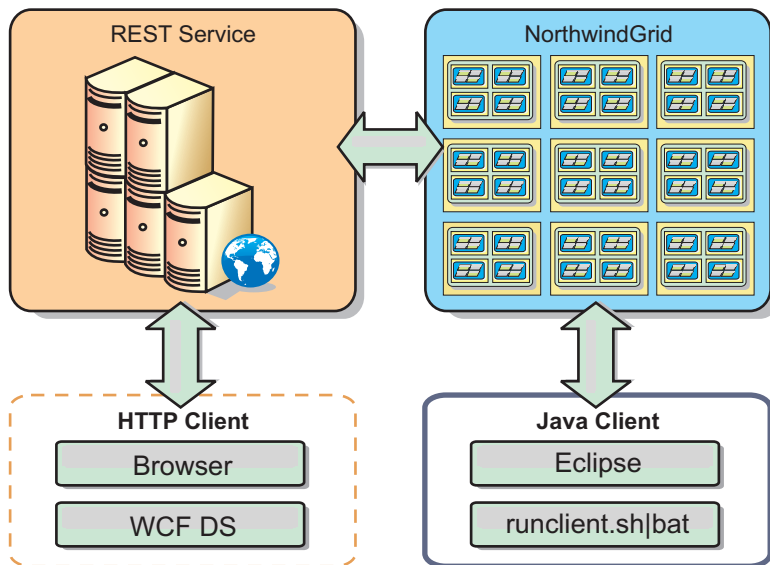 REST Service
NorthwindGrid
HTTP Client
Browser
WCF DS
Java Client
Eclipse
runclient.sh|bat